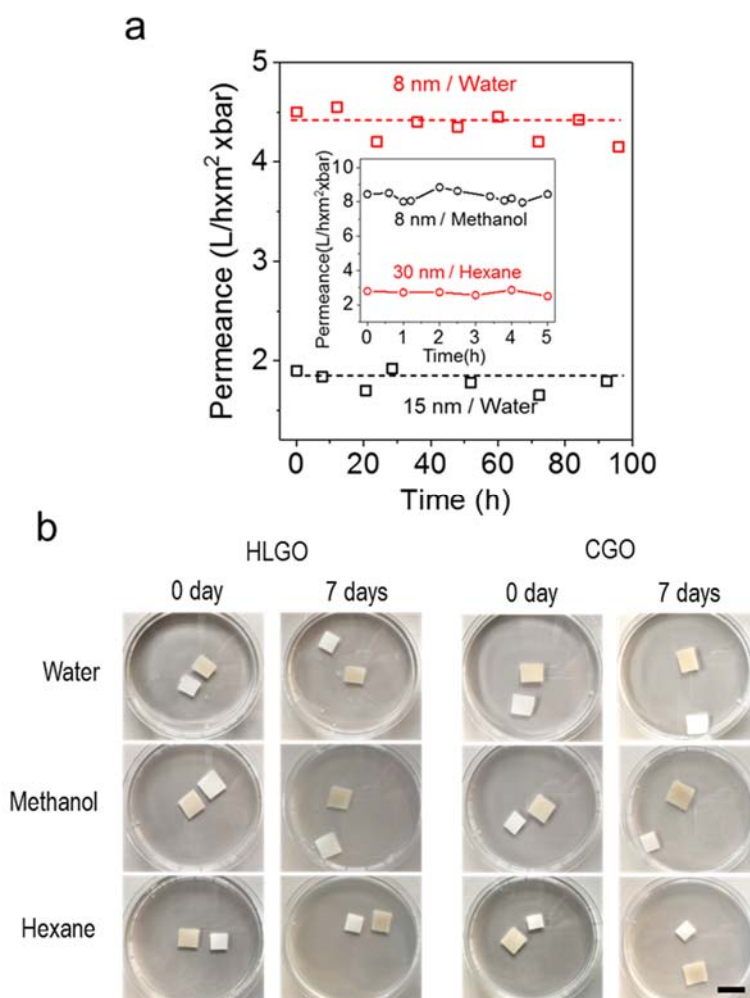 a
Permeance (L/hxm² xbar)
5
4
3
2
8 nm / Water
Permeance(L/hxm²xbar)
10
8
6
4
2
8 nm / Methanol
30 nm / Hexane
0 1 2 3 4 5
Time(h)
15 nm / Water
0 20 40 60 80 100
Time (h)
b
HLGO CGO
0 day 7 days 0 day 7 days
Water
Methanol
Hexane